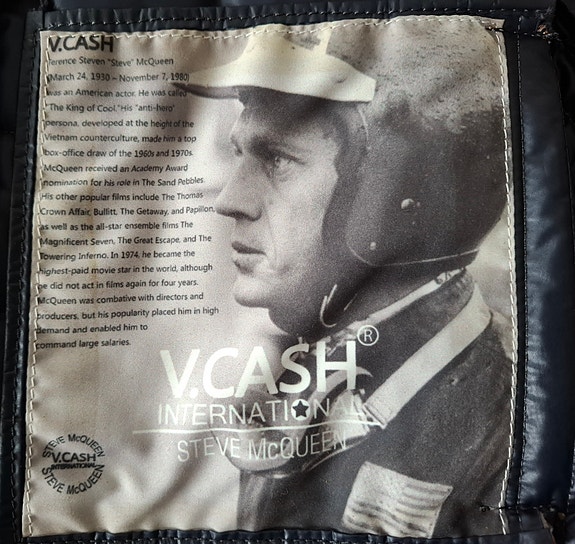 V.CASH
erence Steven "Steve" McQueen
(March 24, 1930 – November 7, 1980)
was an American actor. He was called
"The King of Cool."His "anti-hero"
persona, developed at the height of the
Vietnam counterculture, made him a top
box-office draw of the 1960s and 1970s.
McQueen received an Academy Award
nomination for his role in The Sand Pebbles.
His other popular films include The Thomas
Crown Affair, Bullitt, The Getaway, and Papillon,
as well as the all-star ensemble films The
Magnificent Seven, The Great Escape, and The
Towering Inferno. In 1974, he became the
highest-paid movie star in the world, although
he did not act in films again for four years.
McQueen was combative with directors and
producers, but his popularity placed him in high
demand and enabled him to
command large salaries.
V.CASH®
INTERNATIONAL
STEVE McQUEEN
STEVE McQUEEN
V.CASH
INTERNATIONAL
STEVE McQUEEN